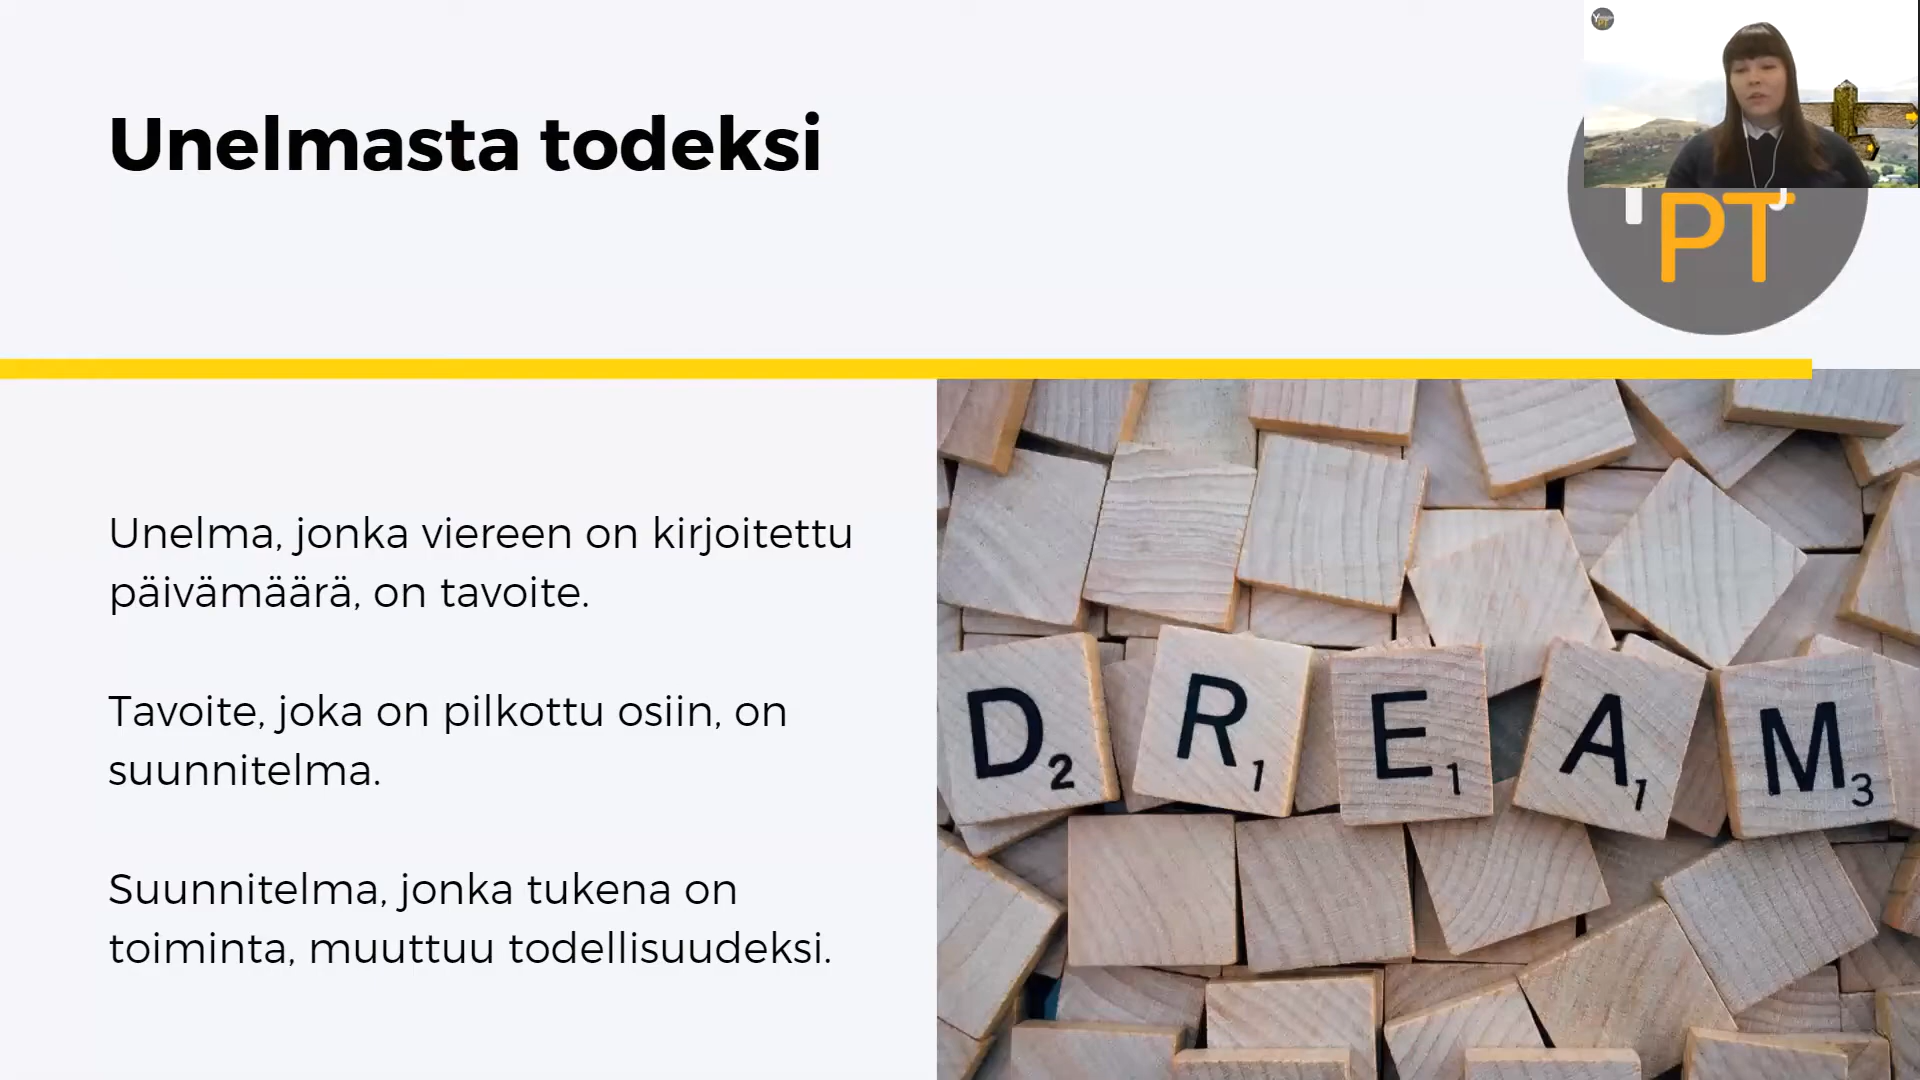 Unelmasta todeksi
PT
Unelma, jonka viereen on kirjoitettu
päivämäärä, on tavoite.
Tavoite, joka on pilkottu osiin, on
suunnitelma.
Suunnitelma, jonka tukena on
toiminta, muuttuu todellisuudeksi.
D2 R1 E1 A1 M3